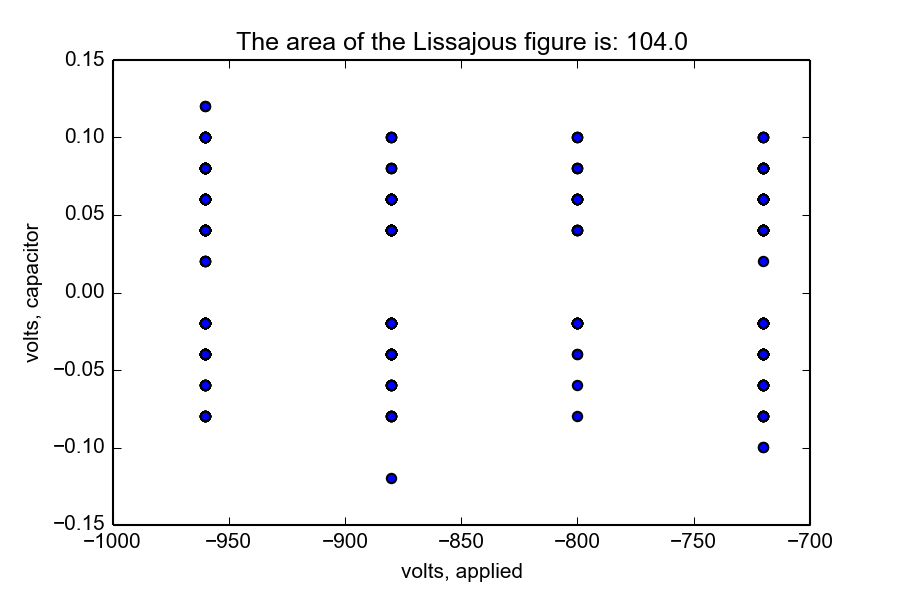 The area of the Lissajous figure is: 104.0
0.15
0.10
0.05
0.00
−0.05
−0.10
−0.15
−1000 −950 −900 −850 −800 −750 −700
volts, capacitor
volts, applied